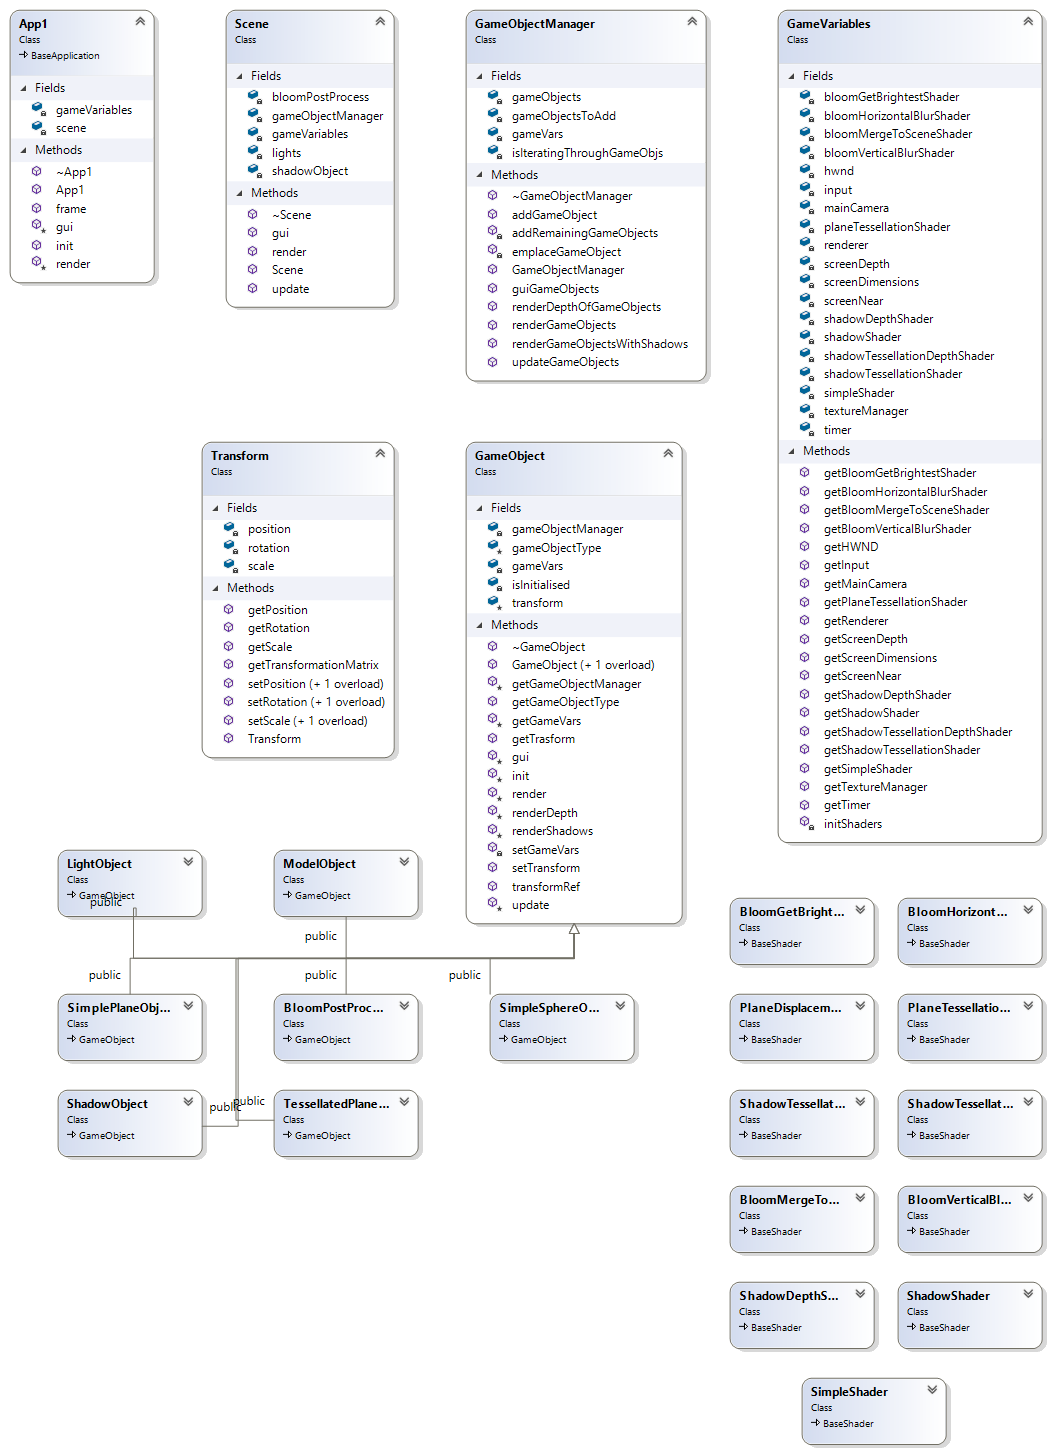 App1
Class
BaseApplication
Fields
gameVariables
scene
Methods
~App1
App1
frame
gui
init
render
Scene
Class
Fields
bloomPostProcess
gameObjectManager
gameVariables
lights
shadowObject
Methods
~Scene
gui
render
Scene
update
GameObjectManager
Class
Fields
gameObjects
gameObjectsToAdd
gameVars
isIteratingThroughGameObjs
Methods
~GameObjectManager
addGameObject
addRemainingGameObjects
emplaceGameObject
GameObjectManager
guiGameObjects
renderDepthOfGameObjects
renderGameObjects
renderGameObjectsWithShadows
updateGameObjects
GameVariables
Class
Fields
bloomGetBrightestShader
bloomHorizontalBlurShader
bloomMergeToSceneShader
bloomVerticalBlurShader
hwnd
input
mainCamera
planeTessellationShader
renderer
screenDepth
screenDimensions
screenNear
shadowDepthShader
shadowShader
shadowTessellationDepthShader
shadowTessellationShader
simpleShader
textureManager
timer
Methods
getBloomGetBrightestShader
getBloomHorizontalBlurShader
getBloomMergeToSceneShader
getBloomVerticalBlurShader
getHWND
getInput
getMainCamera
getPlaneTessellationShader
getRenderer
getScreenDepth
getScreenDimensions
getScreenNear
getShadowDepthShader
getShadowShader
getShadowTessellationDepthShader
getShadowTessellationShader
getSimpleShader
getTextureManager
getTimer
initShaders
Transform
Class
Fields
position
rotation
scale
Methods
getPosition
getRotation
getScale
getTransformationMatrix
setPosition (+ 1 overload)
setRotation (+ 1 overload)
setScale (+ 1 overload)
Transform
GameObject
Class
Fields
gameObjectManager
gameObjectType
gameVars
isInitialised
transform
Methods
~GameObject
GameObject (+ 1 overload)
getGameObjectManager
getGameObjectType
getGameVars
getTrasform
gui
init
render
renderDepth
renderShadows
setGameVars
setTransform
transformRef
update
LightObject
Class
GameObject
public
ModelObject
Class
GameObject
public
public
public
public
SimplePlaneObj...
Class
GameObject
BloomPostProc...
Class
GameObject
SimpleSphereO...
Class
GameObject
ShadowObject
Class
GameObject
public
public
TessellatedPlane...
Class
GameObject
BloomGetBright...
Class
BaseShader
BloomHorizont...
Class
BaseShader
PlaneDisplacem...
Class
BaseShader
PlaneTessellatio...
Class
BaseShader
ShadowTessellat...
Class
BaseShader
ShadowTessellat...
Class
BaseShader
BloomMergeTo...
Class
BaseShader
BloomVerticalBl...
Class
BaseShader
ShadowDepthS...
Class
BaseShader
ShadowShader
Class
BaseShader
SimpleShader
Class
BaseShader